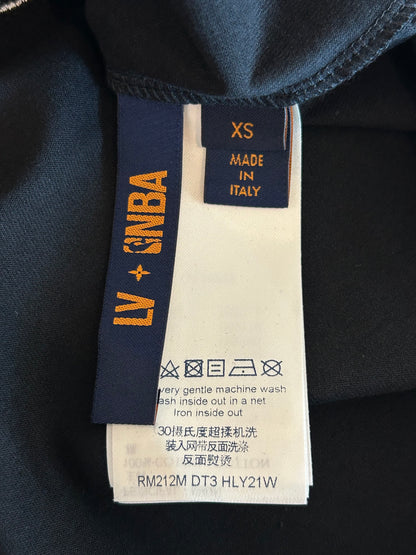 XS
MADE
IN
ITALY
LV NBA
very gentle machine wash
ash inside out in a net
Iron inside out
30摄氏度超揉机洗
装入网带反面洗涤
反面熨烫
RM212M DT3 HLY21W